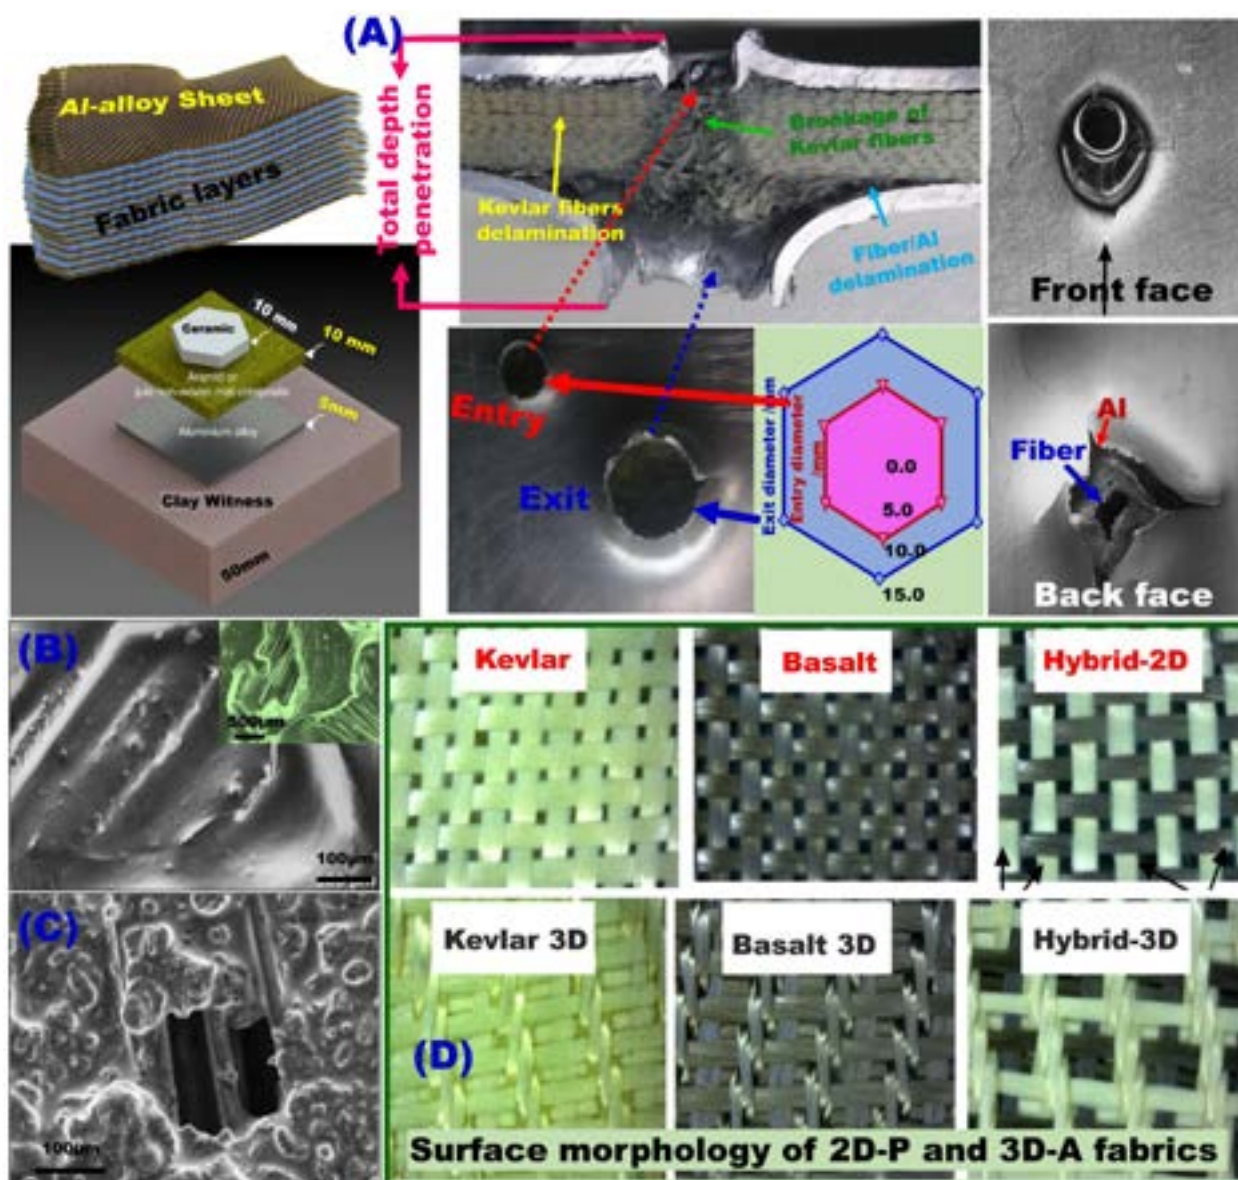 (A)
Al-alloy Sheet
Fabric layers
Total depth
penetration
Brookage of
Kevlar fibers
Kevlar fibers
delamination
Fiber/Al
delamination
Front face
Ceramic
10 mm
10 mm
Aramid or
Aluminium alloy
5mm
Clay Witness
50mm
Entry
Exit
Exit diameter /mm
Entry diameter
/mm
0.0
5.0
10.0
15.0
Al
Fiber
Back face
(B)
500µm
100µm
(C)
100µm
Kevlar
Basalt
Hybrid-2D
Kevlar 3D
Basalt 3D
Hybrid-3D
(D)
Surface morphology of 2D-P and 3D-A fabrics